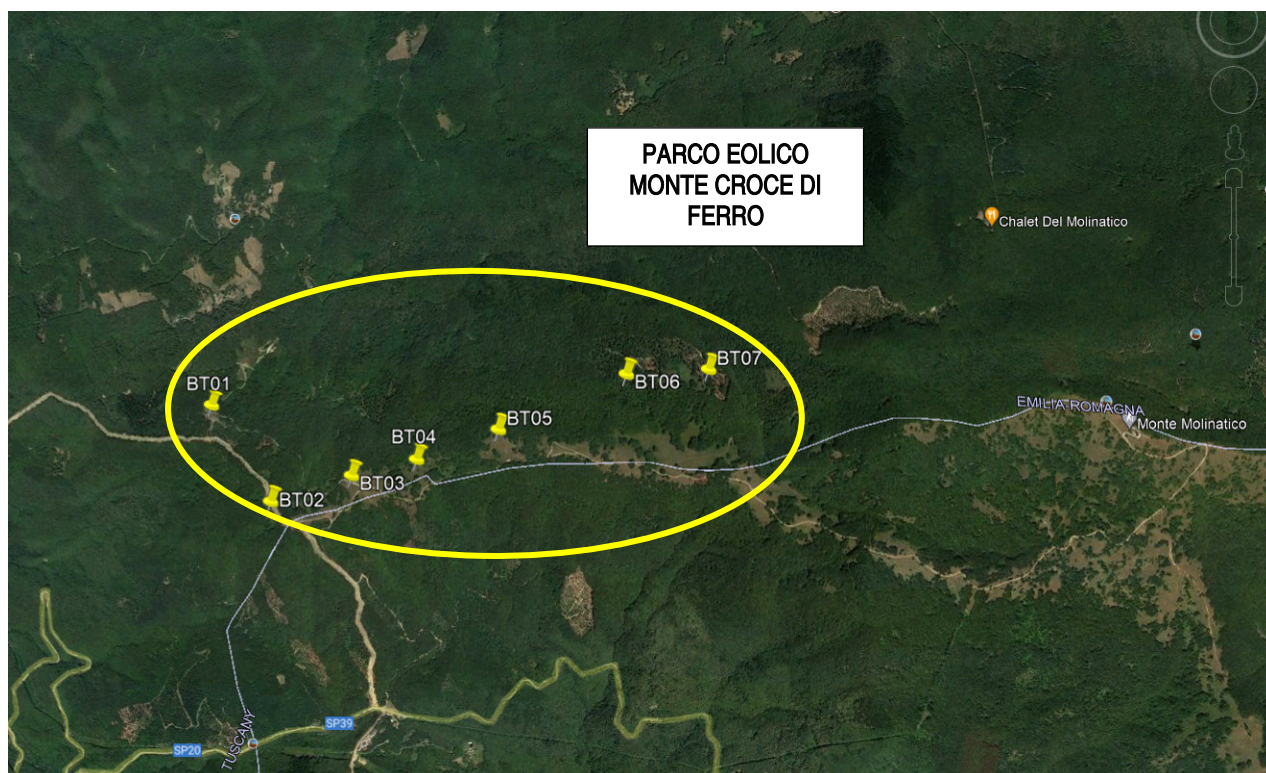 PARCO EOLICO
MONTE CROCE DI
FERRO
Chalet Del Molinatico
BT07
BT06
BT01
EMILIA-ROMAGNA
BT05
Monte Molinatico
BT04
BT03
BT02
SP39
TUSCANY
SP20